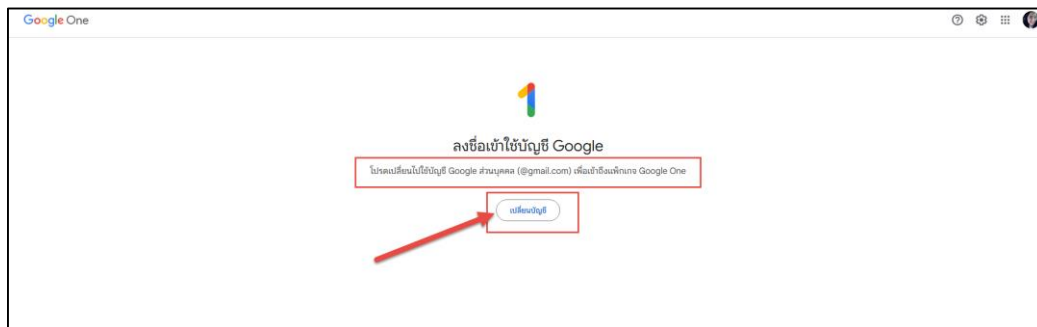 Google One
ลงชื่อเข้าใช้บัญชี Google
โปรดเปลี่ยนไปใช้บัญชี Google ส่วนบุคคล (@gmail.com) เพื่อเข้าถึงแพ็กเกจ Google One
เปลี่ยนบัญชี